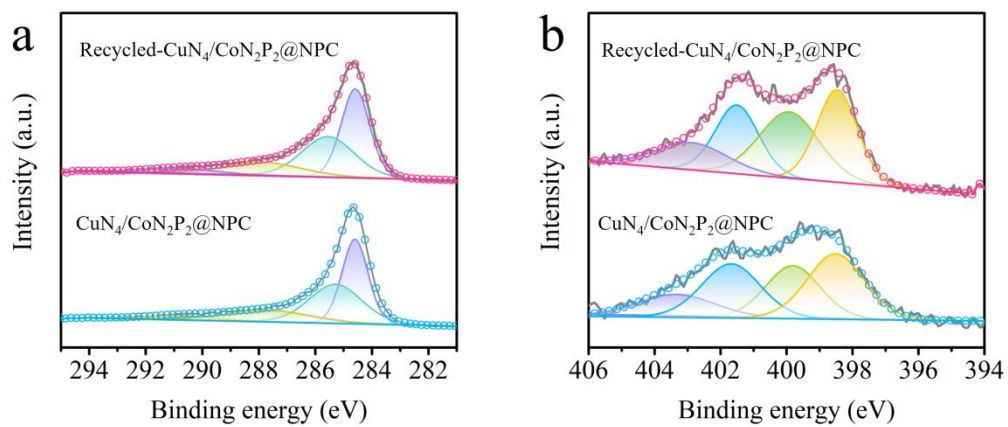 a
Recycled-CuN₄/CoN₂P₂@NPC
CuN₄/CoN₂P₂@NPC
Intensity (a.u.)
294 292 290 288 286 284 282
Binding energy (eV)
b
Recycled-CuN₄/CoN₂P₂@NPC
CuN₄/CoN₂P₂@NPC
Intensity (a.u.)
406 404 402 400 398 396 394
Binding energy (eV)